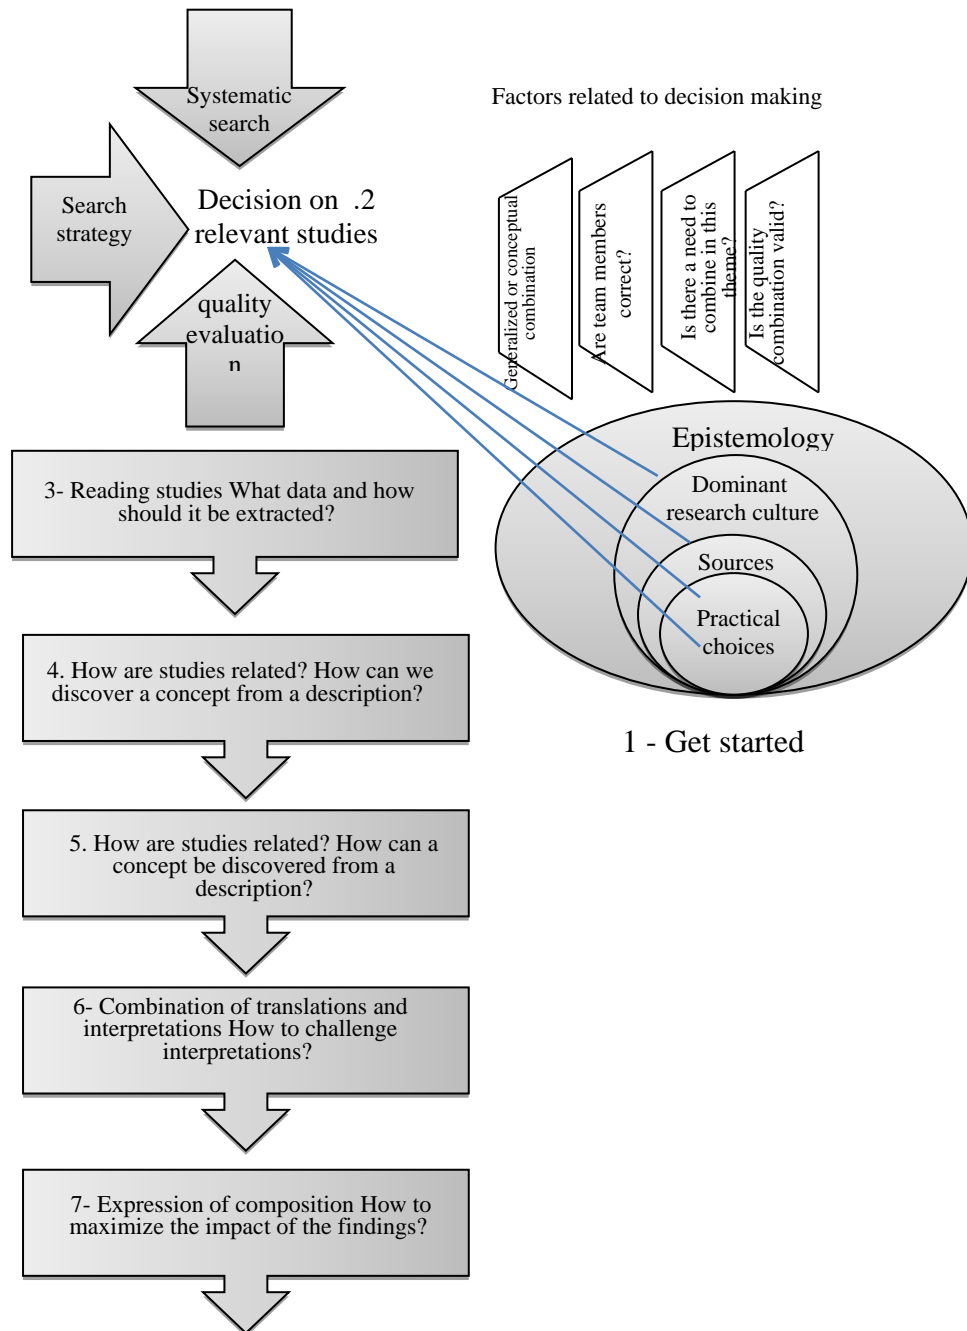 Systematic
search
Factors related to decision making
Search
strategy
Decision on .2
relevant studies
quality
evaluatio
n
Generalized or conceptual
combination
Are team members
correct?
Is there a need to
combine in this
theme?
Is the quality
combination valid?
Epistemology
Dominant
research culture
Sources
Practical
choices
1 - Get started
3- Reading studies What data and how
should it be extracted?
4. How are studies related? How can we
discover a concept from a description?
5. How are studies related? How can a
concept be discovered from a
description?
6- Combination of translations and
interpretations How to challenge
interpretations?
7- Expression of composition How to
maximize the impact of the findings?